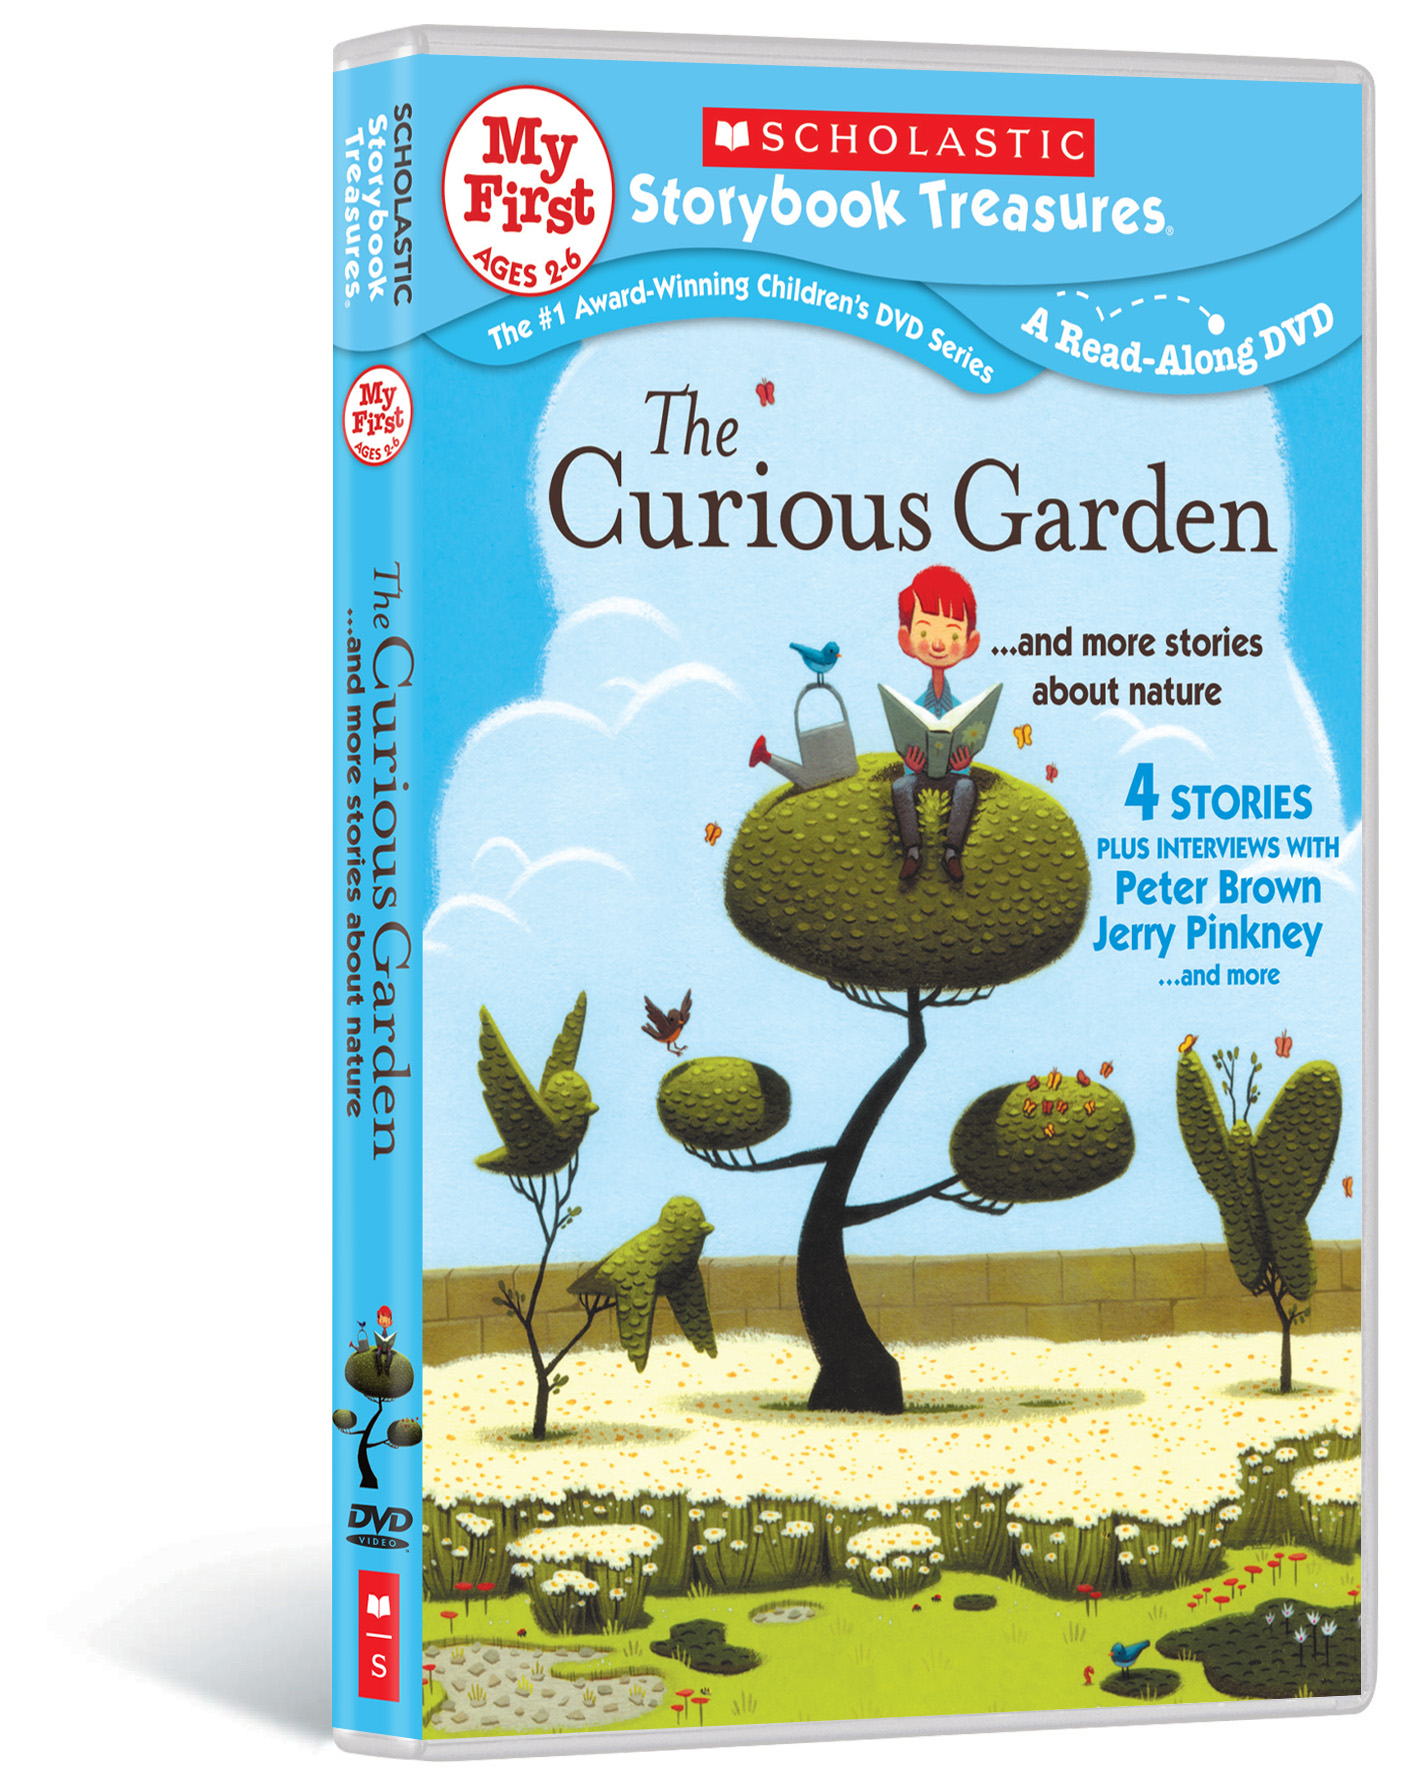 SCHOLASTIC
Storybook
Treasures®
My
First
AGES 2-6
The Curious Garden
...and more stories about nature
DVD
VIDEO
S
My
First
AGES 2-6
SCHOLASTIC
Storybook Treasures®
The #1 Award-Winning Children's DVD Series
A Read-Along DVD
The
Curious Garden
...and more stories
about nature
4 STORIES
PLUS INTERVIEWS WITH
Peter Brown
Jerry Pinkney
...and more